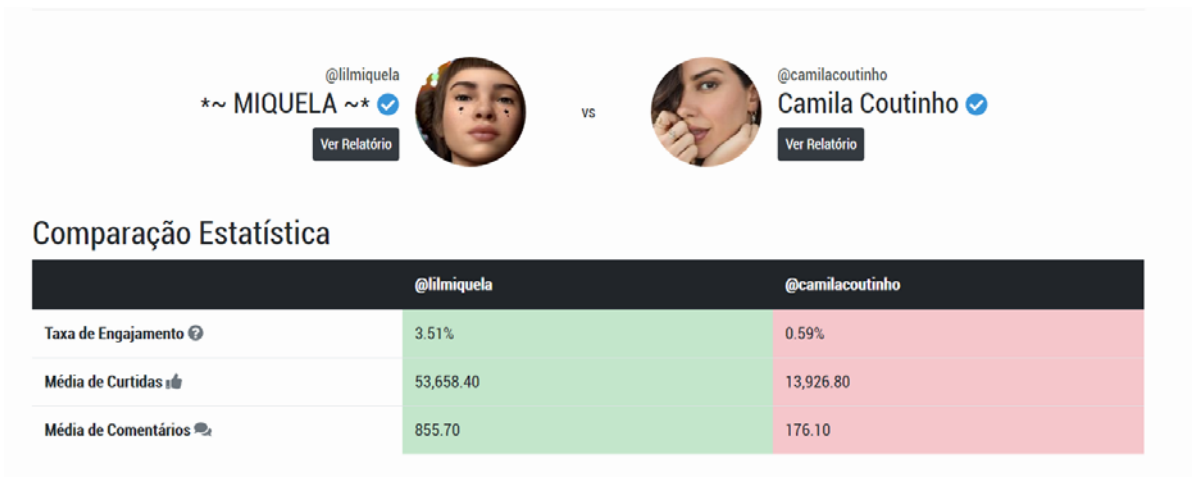 @lilmiquela
*~ MIQUELA ~*
Ver Relatório
vs
@camilacoutinho
Camila Coutinho
Ver Relatório
Comparação Estatística
@lilmiquela @camilacoutinho
Taxa de Engajamento 3.51% 0.59%
Média de Curtidas 53,658.40 13,926.80
Média de Comentários 855.70 176.10